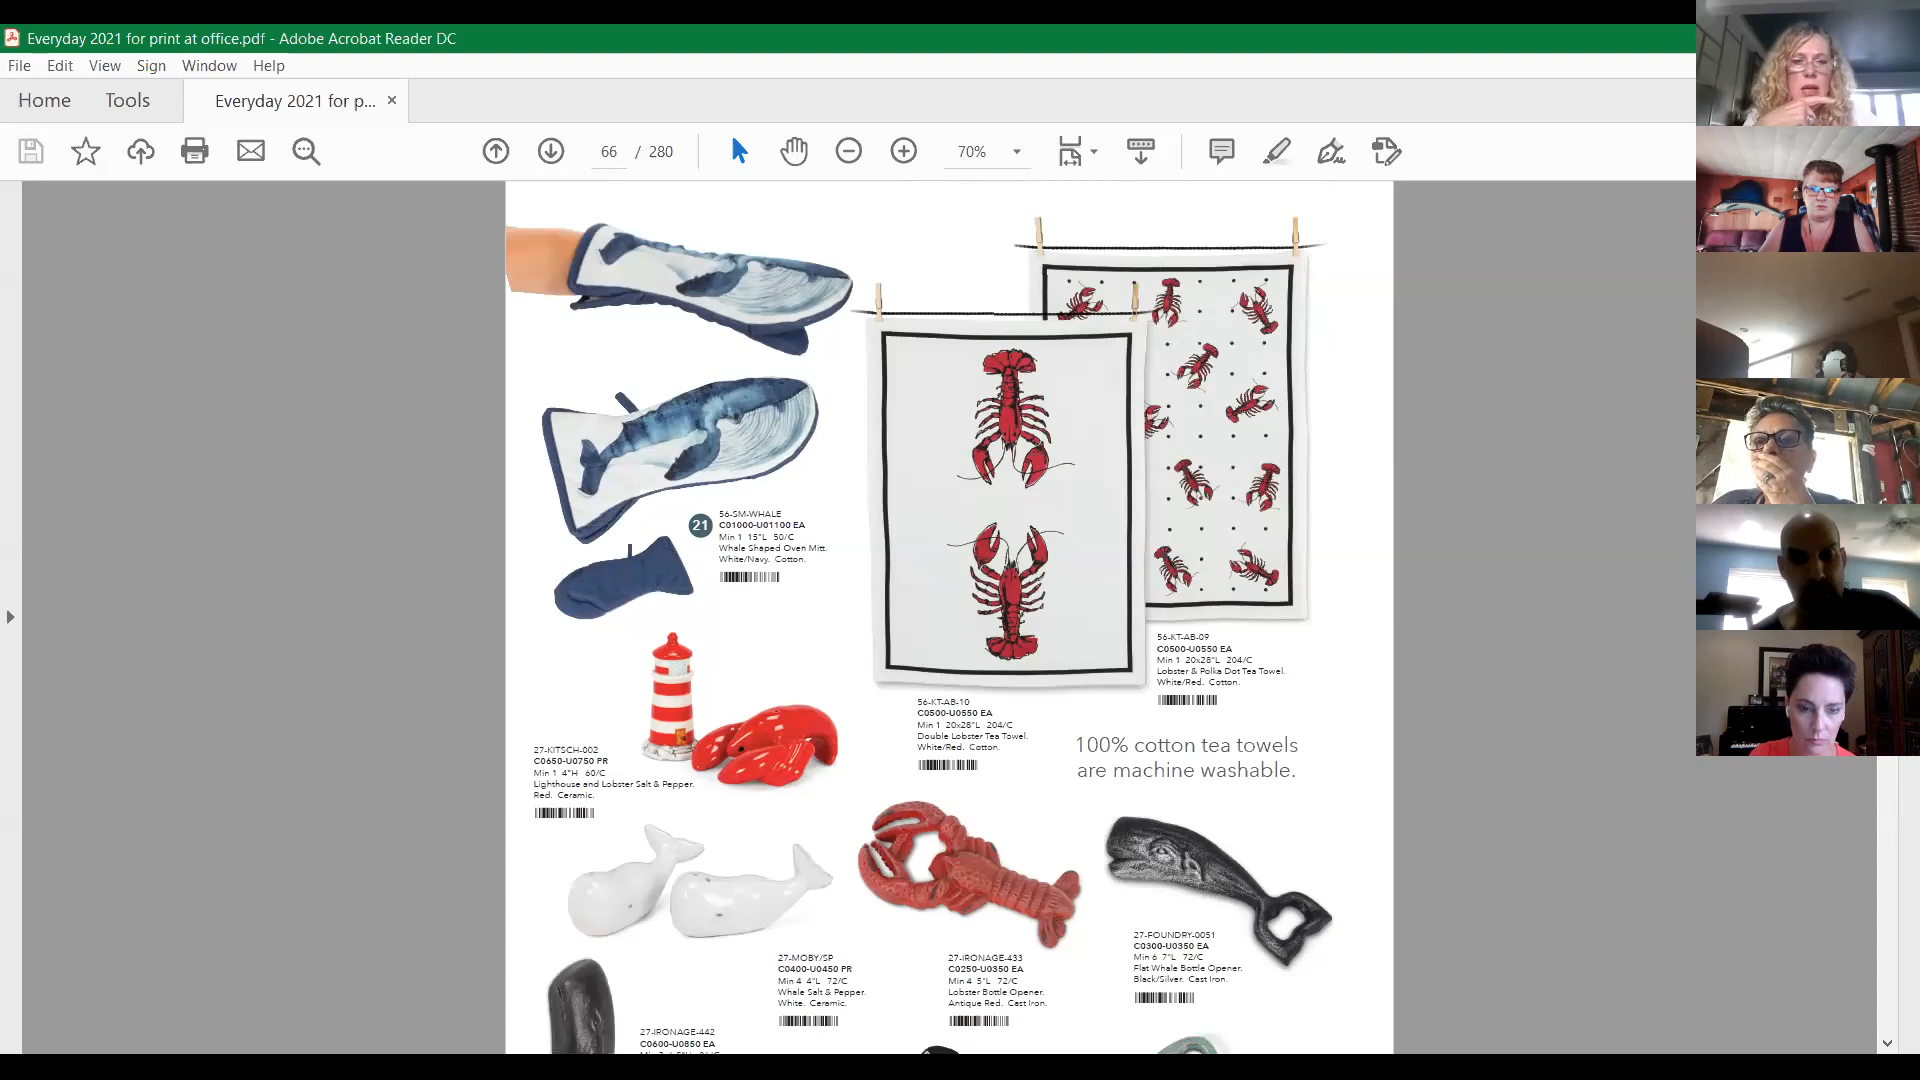 Everyday 2021 for print at office.pdf - Adobe Acrobat Reader DC
File Edit View Sign Window Help
Home Tools Everyday 2021 for p... ×
66 / 280 70%
21
56-SM-WHALE
C01000-U01100 EA
Min 1 15"L 50/C
Whale Shaped Oven Mitt.
White/Navy. Cotton.
56-KT-AB-09
C0500-U0550 EA
Min 1 20x28"L 204/C
Lobster & Polka Dot Tea Towel.
White/Red. Cotton.
56-KT-AB-10
C0500-U0550 EA
Min 1 20x28"L 204/C
Double Lobster Tea Towel.
White/Red. Cotton.
100% cotton tea towels
are machine washable.
27-KITSCH-002
C0650-U0750 PR
Min 1 4"H 60/C
Lighthouse and Lobster Salt & Pepper.
Red. Ceramic.
27-MOBY/SP
C0400-U0450 PR
Min 4 4"L 72/C
Whale Salt & Pepper.
White. Ceramic.
27-IRONAGE-433
C0250-U0350 EA
Min 4 5"L 72/C
Lobster Bottle Opener.
Antique Red. Cast Iron.
27-FOUNDRY-0051
C0300-U0350 EA
Min 6 7"L 72/C
Flat Whale Bottle Opener.
Black/Silver. Cast Iron.
27-IRONAGE-442
C0600-U0850 EA